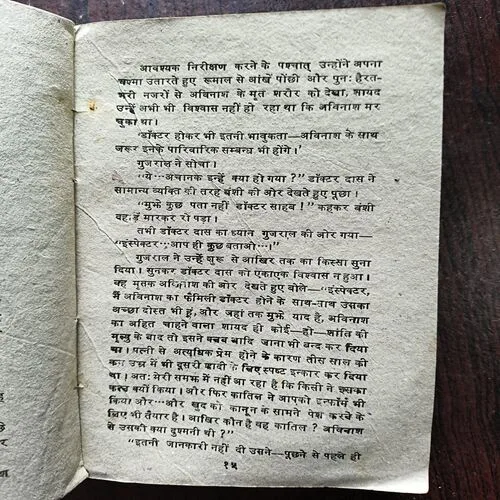 आवश्यक निरीक्षण करने के पश्चात् उन्होंने अपना
चश्मा उतारते हुए रूमाल से आंखें पोंछी और पुनः हैरत-
भरी नजरों से अविनाश के मृत शरीर को देखा, शायद
उन्हें अभी भी विश्वास नहीं हो रहा था कि अविनाश मर
चुका था।
'डॉक्टर होकर भी इतनी भावुकता—अविनाश के साथ
जरूर इनके पारिवारिक सम्बन्ध भी होंगे।'
गुजराल ने सोचा।
"ये···अचानक इन्हें क्या हो गया?" डॉक्टर दास ने
सामान्य व्यक्ति की तरह बंशी की ओर देखते हुए पूछा।
"मुझे कुछ पता नहीं डॉक्टर साहब!" कहकर बंशी
दहाड़ मारकर रो पड़ा।
तभी डॉक्टर दास का ध्यान गुजराल की ओर गया—
"इंस्पेक्टर···आप ही कुछ बताओ···।"
गुजराल ने उन्हें शुरू से आखिर तक का किस्सा सुना
दिया। सुनकर डॉक्टर दास को एकाएक विश्वास न हुआ।
वह मृतक अविनाश की ओर देखते हुए बोले—"इंस्पेक्टर,
मैं अविनाश का फैमिली डॉक्टर होने के साथ-साथ उसका
अच्छा दोस्त भी हूं, और जहां तक मुझे याद है, अविनाश
का अहित चाहने वाला शायद ही कोई—हो—शांति की
मृत्यु के बाद तो इसने क्लब आदि जाना भी बन्द कर दिया
था। पत्नी से अत्यधिक प्रेम होने के कारण तीस साल की
कम उम्र में भी दूसरी शादी के लिए स्पष्ट इन्कार कर दिया
था। अतः मेरी समझ में नहीं आ रहा है कि किसी ने इसका
कत्ल क्यों किया। और फिर कातिल ने आपको इन्फॉर्म भी
किया और···और खुद को कानून के सामने पेश करने के
लिए भी तैयार है। आखिर कौन है वह कातिल? अविनाश
से उसकी क्या दुश्मनी थी?"
"इतनी जानकारी नहीं दी उसने—पूछने से पहले ही
१५